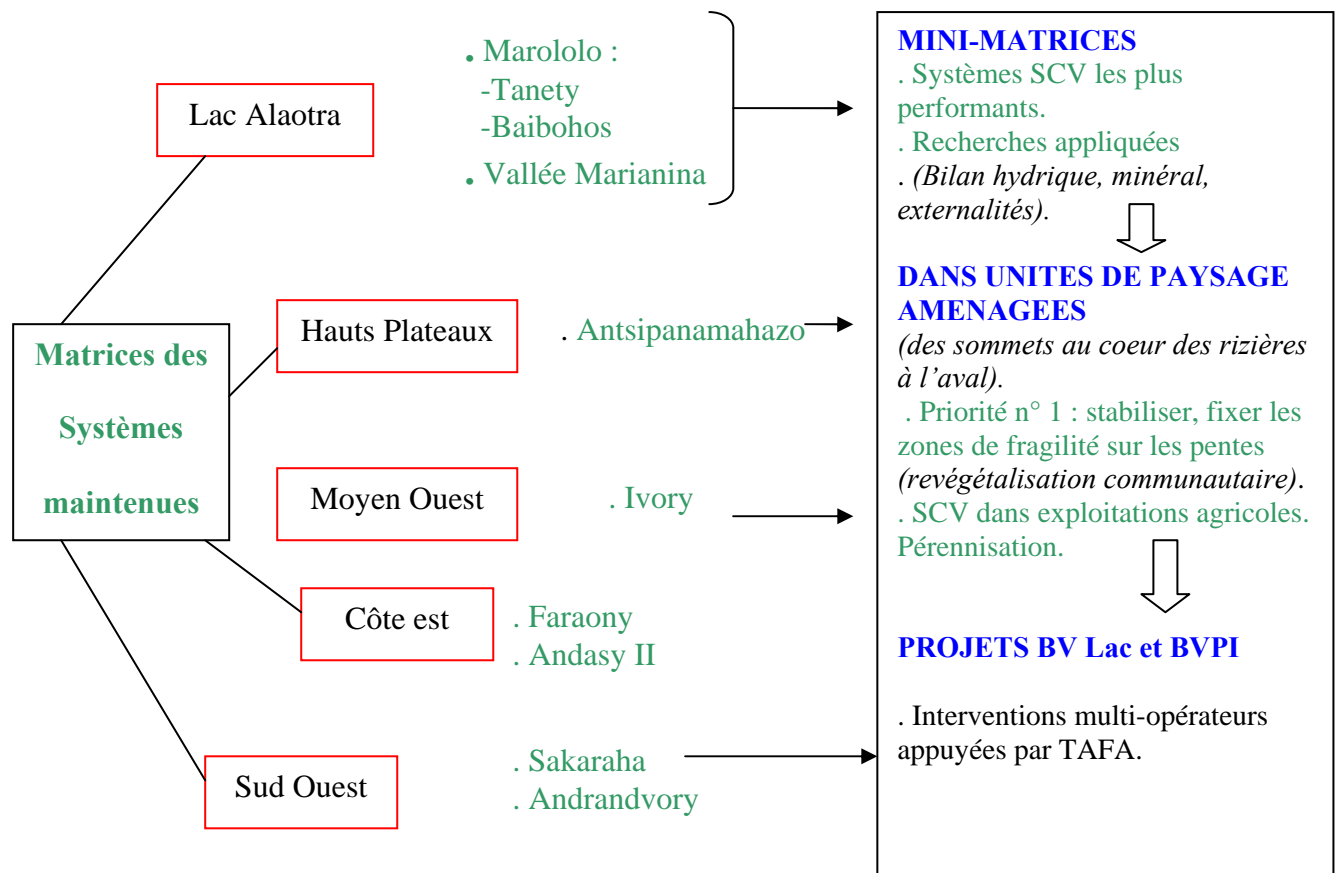 Matrices des
Systèmes
maintenues
Lac Alaotra
. Marololo :
-Tanety
-Baibohos
. Vallée Marianina
Hauts Plateaux
. Antsipanamahazo
Moyen Ouest
. Ivory
Côte est
. Faraony
. Andasy II
Sud Ouest
. Sakaraha
. Andrandvory
MINI-MATRICES
. Systèmes SCV les plus
performants.
. Recherches appliquées
. (Bilan hydrique, minéral,
externalités).
DANS UNITES DE PAYSAGE
AMENAGEES
(des sommets au coeur des rizières
à l’aval).
. Priorité n° 1 : stabiliser, fixer les
zones de fragilité sur les pentes
(revégétalisation communautaire).
. SCV dans exploitations agricoles.
Pérennisation.
PROJETS BV Lac et BVPI
. Interventions multi-opérateurs
appuyées par TAFA.